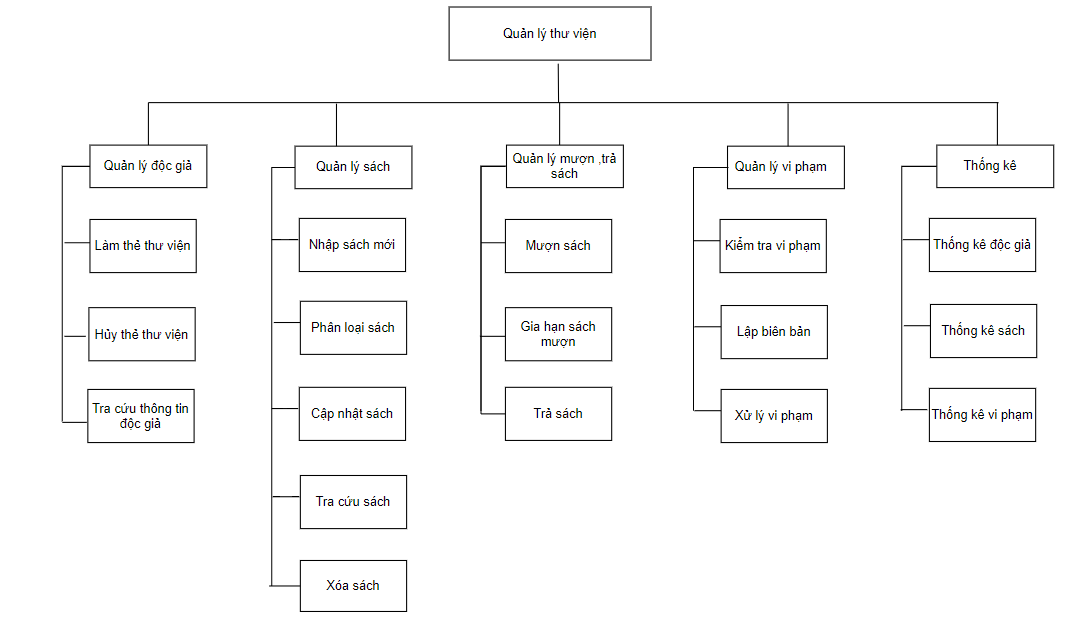 Quản lý thư viện
Quản lý độc giả
Quản lý sách
Quản lý mượn ,trả
sách
Quản lý vi phạm
Thống kê
Làm thẻ thư viện
Nhập sách mới
Mượn sách
Kiểm tra vi phạm
Thống kê độc giả
Hủy thẻ thư viện
Phân loại sách
Gia hạn sách
mượn
Lập biên bản
Thống kê sách
Tra cứu thông tin
độc giả
Cập nhật sách
Trả sách
Xử lý vi phạm
Thống kê vi phạm
Tra cứu sách
Xóa sách